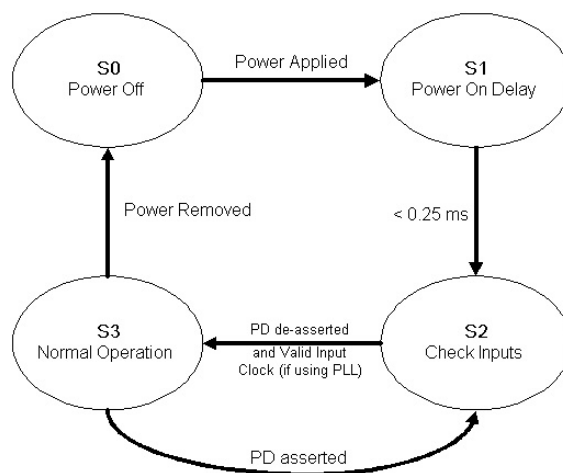 S0
Power Off
Power Applied
S1
Power On Delay
Power Removed
< 0.25 ms
S3
Normal Operation
PD de-asserted
and Valid Input
Clock (if using PLL)
S2
Check Inputs
PD asserted